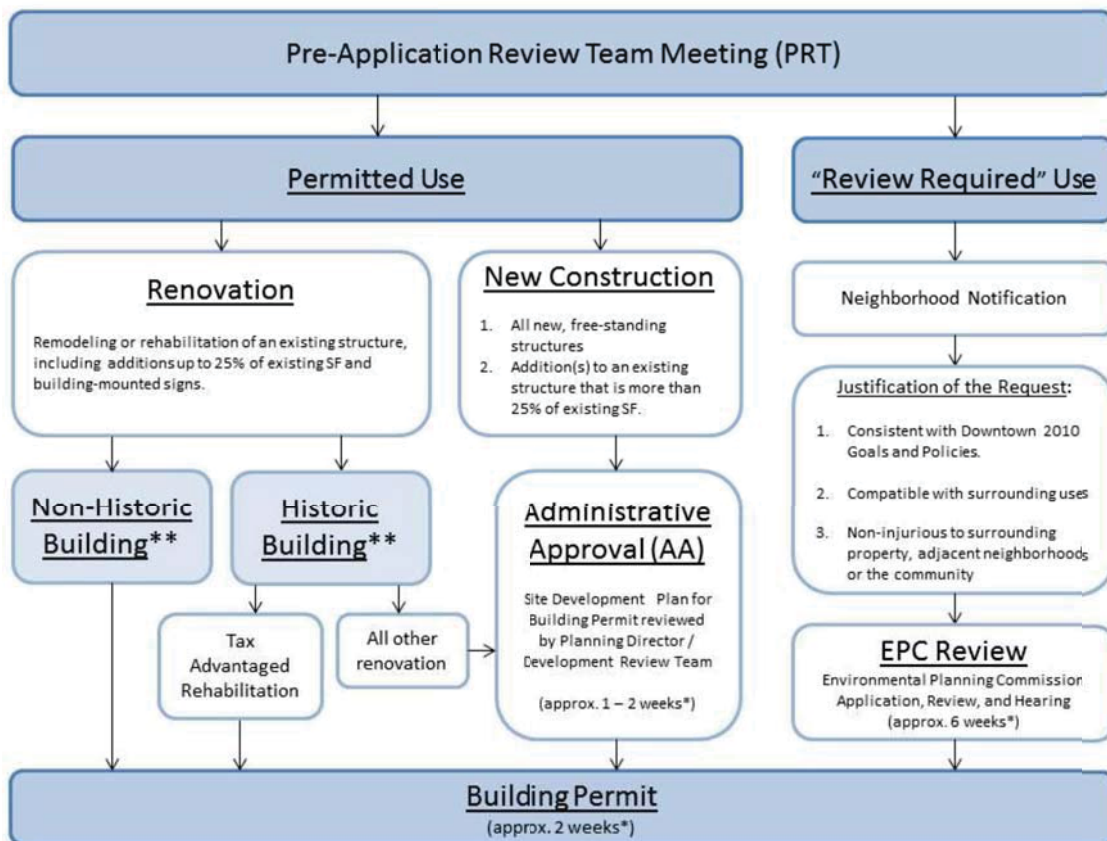 Pre-Application Review Team Meeting (PRT)
Permitted Use
"Review Required" Use
Renovation
Remodeling or rehabilitation of an existing structure,
including additions up to 25% of existing SF and
building-mounted signs.
New Construction
1. All new, free-standing
structures
2. Addition(s) to an existing
structure that is more than
25% of existing SF.
Neighborhood Notification
Justification of the Request:
1. Consistent with Downtown 2010
Goals and Policies.
2. Compatible with surrounding uses
3. Non-injurious to surrounding
property, adjacent neighborhoods
or the community
Non-Historic
Building**
Historic
Building**
Administrative
Approval (AA)
Site Development Plan for
Building Permit reviewed
by Planning Director /
Development Review Team
(approx. 1 – 2 weeks*)
Tax
Advantaged
Rehabilitation
All other
renovation
EPC Review
Environmental Planning Commission
Application, Review, and Hearing
(approx. 6 weeks*)
Building Permit
(approx. 2 weeks*)